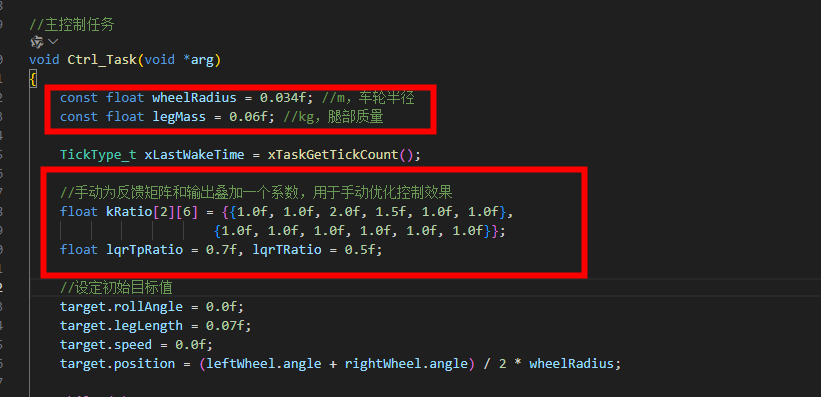 //主控制任务
void Ctrl_Task(void *arg)
{
const float wheelRadius = 0.034f; //m，车轮半径
const float legMass = 0.06f; //kg，腿部质量
TickType_t xLastWakeTime = xTaskGetTickCount();
//手动为反馈矩阵和输出叠加一个系数，用于手动优化控制效果
float kRatio[2][6] = {{1.0f, 1.0f, 2.0f, 1.5f, 1.0f, 1.0f},
{1.0f, 1.0f, 1.0f, 1.0f, 1.0f, 1.0f}};
float lqrTpRatio = 0.7f, lqrTRatio = 0.5f;
//设定初始目标值
target.rollAngle = 0.0f;
target.legLength = 0.07f;
target.speed = 0.0f;
target.position = (leftWheel.angle + rightWheel.angle) / 2 * wheelRadius;